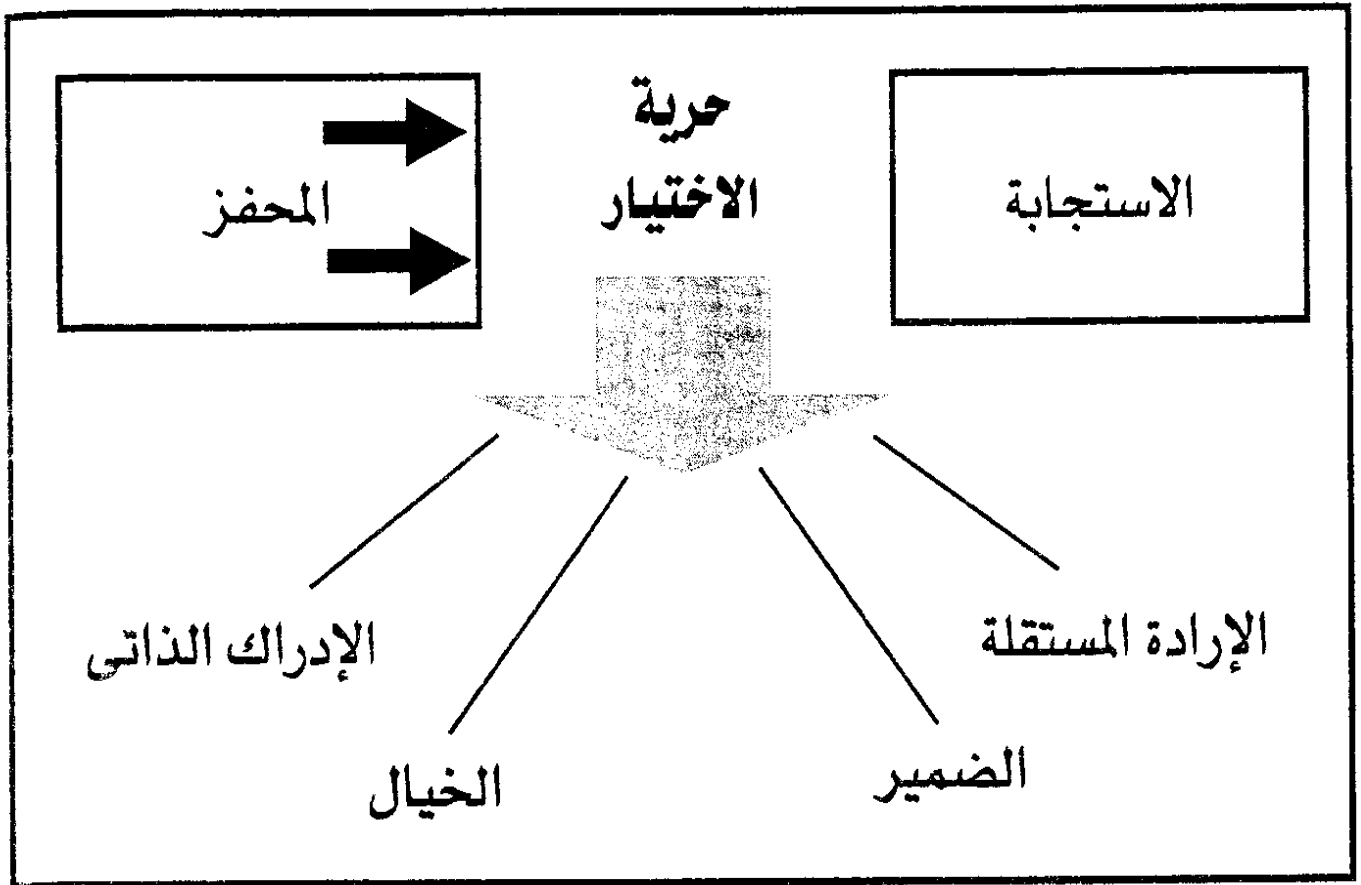 حرية
الاختيار
المحفز
الاستجابة
الإدراك الذاتى
الإرادة المستقلة
الخيال
الضمير